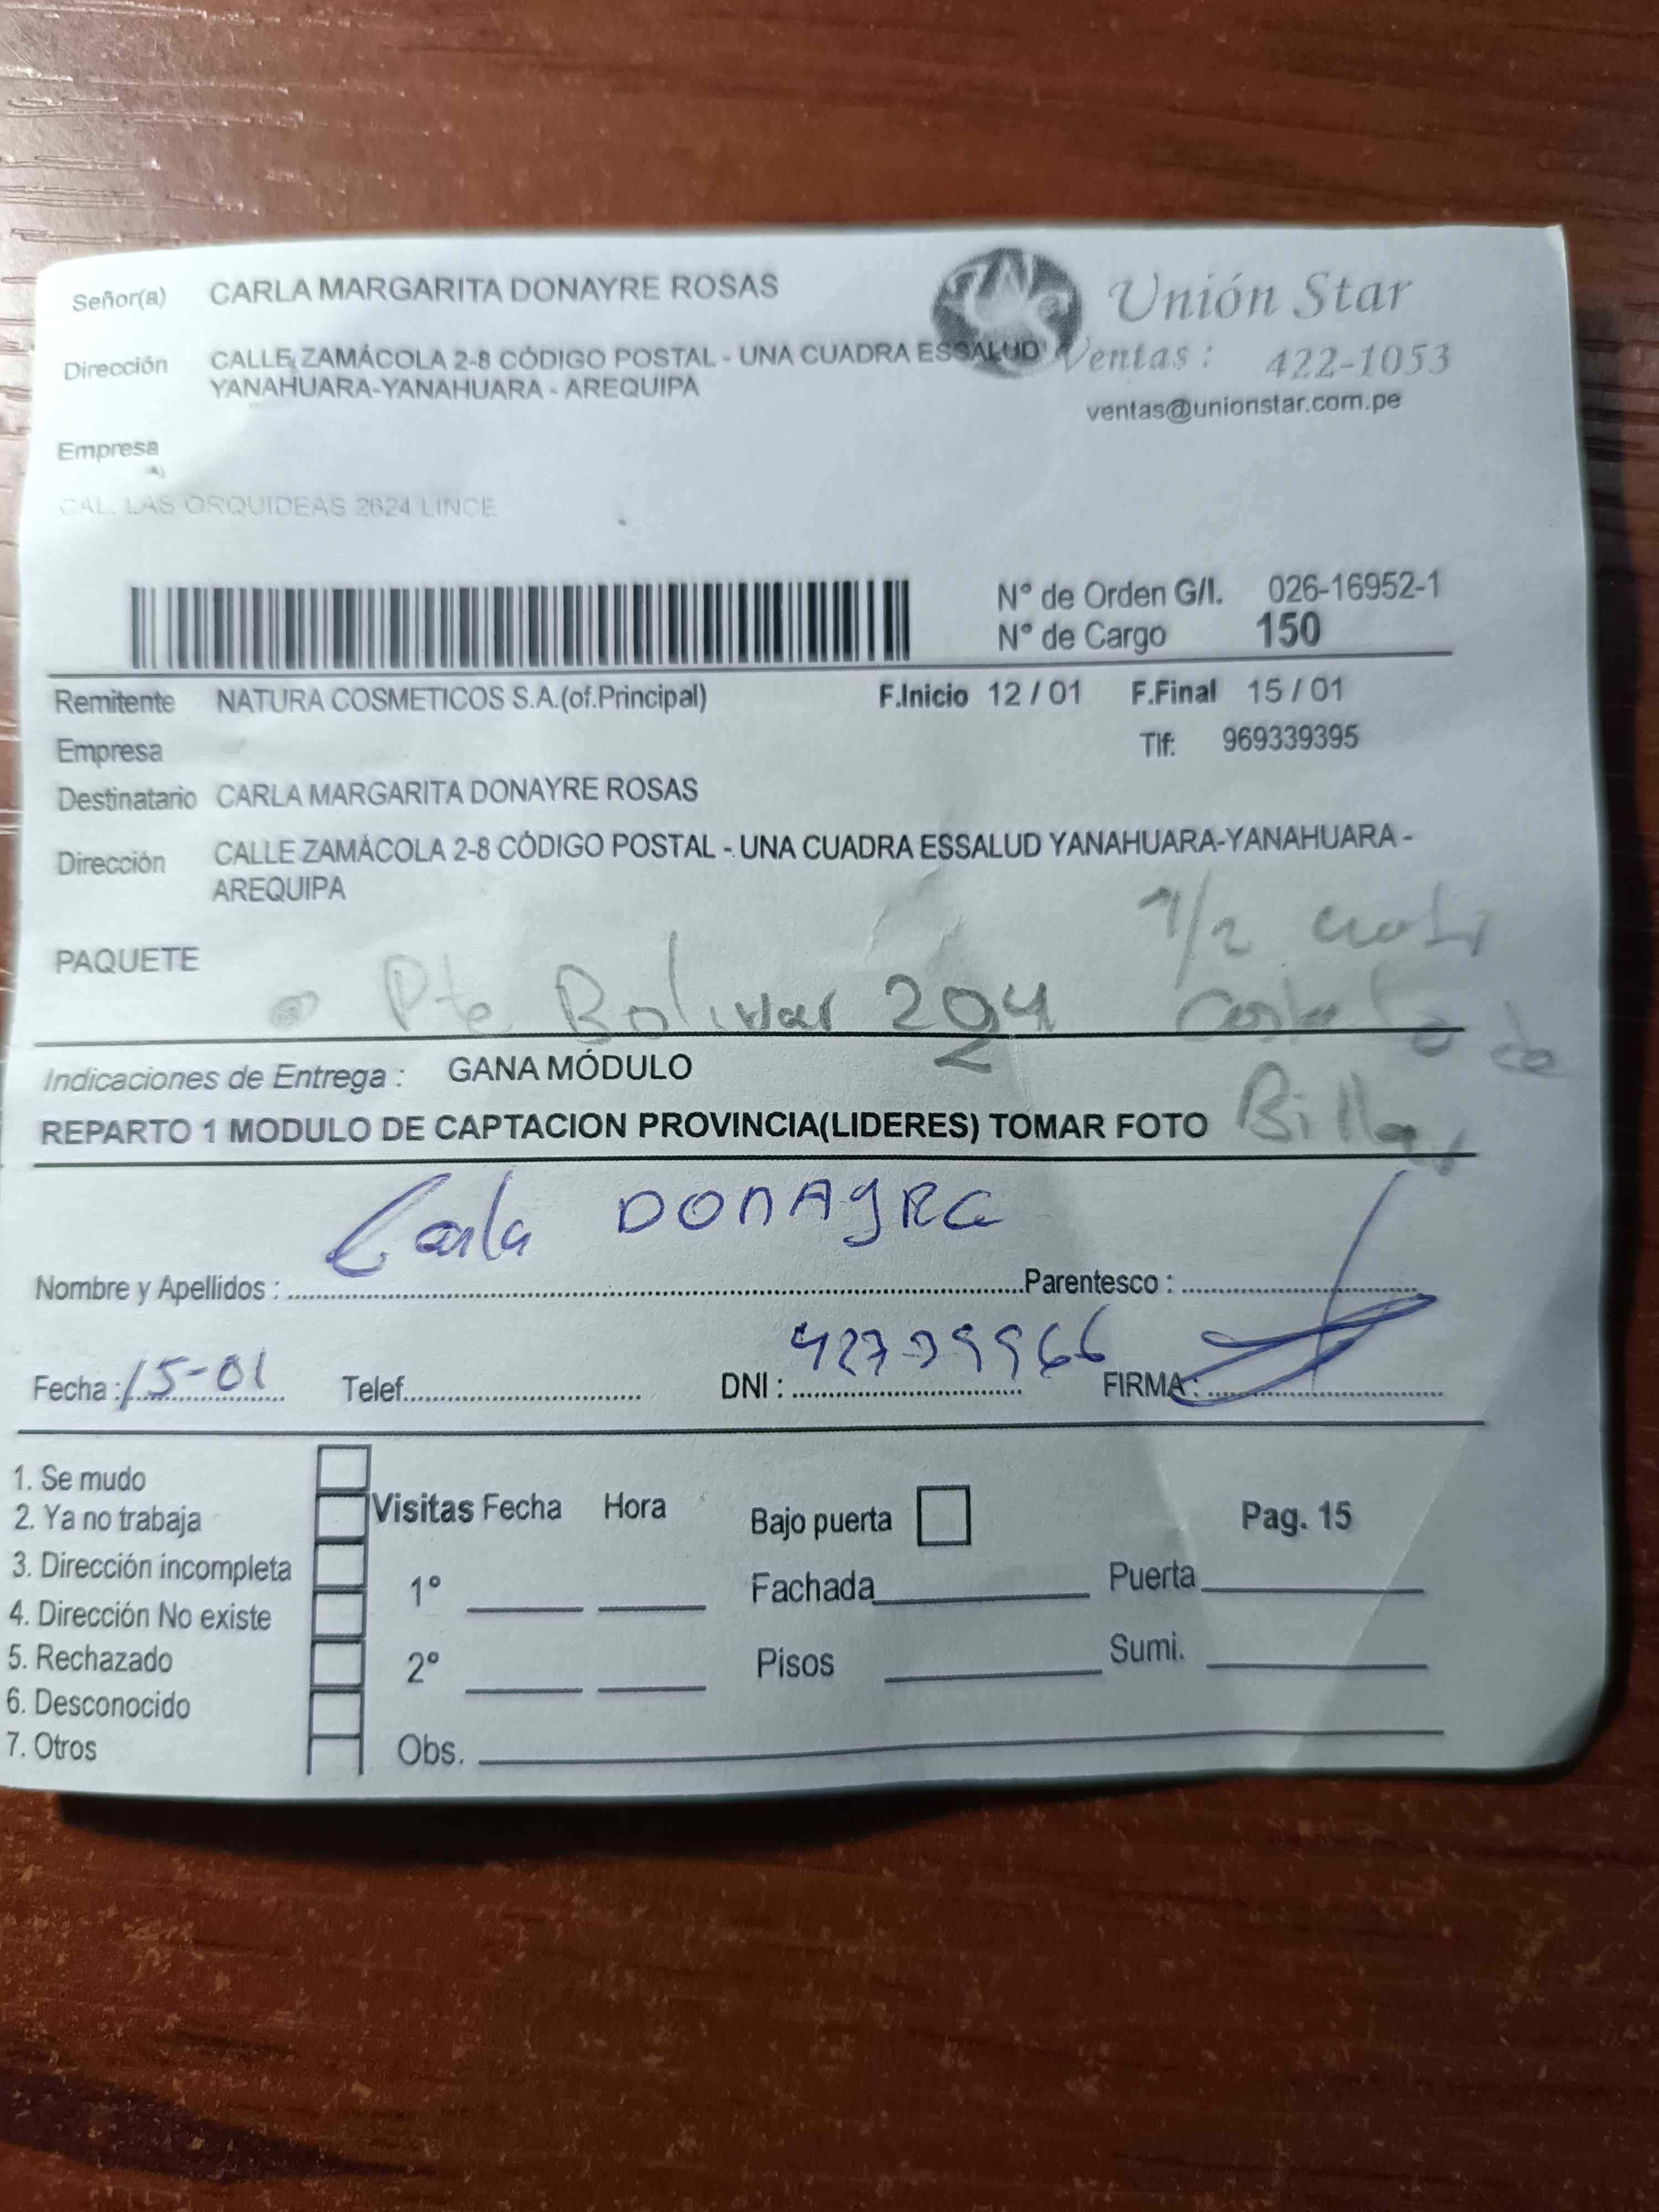 Señor(a) CARLA MARGARITA DONAYRE ROSAS
Unión Star
Dirección CALLE ZAMÁCOLA 2-8 CÓDIGO POSTAL - UNA CUADRA ESSALUD
YANAHUARA-YANAHUARA - AREQUIPA
Ventas : 422-1053
ventas@unionstar.com.pe
Empresa
CAL. LAS ORQUIDEAS 2624 LINCE
N° de Orden G/I. 026-16952-1
N° de Cargo 150
Remitente NATURA COSMETICOS S.A.(of.Principal) F.Inicio 12 / 01 F.Final 15 / 01
Empresa Tlf: 969339395
Destinatario CARLA MARGARITA DONAYRE ROSAS
Dirección CALLE ZAMÁCOLA 2-8 CÓDIGO POSTAL - UNA CUADRA ESSALUD YANAHUARA-YANAHUARA -
AREQUIPA
PAQUETE
Pte Bolivar 204
2
1/2
de
Billar
Indicaciones de Entrega : GANA MÓDULO
REPARTO 1 MODULO DE CAPTACION PROVINCIA(LIDERES) TOMAR FOTO
Nombre y Apellidos : Carla Parentesco :
Fecha : 15-01 Telef. DNI : 42739966 FIRMA :
1. Se mudo
2. Ya no trabaja
3. Dirección incompleta
4. Dirección No existe
5. Rechazado
6. Desconocido
7. Otros
Visitas Fecha Hora
1°
2°
Obs.
Bajo puerta Pag. 15
Fachada Puerta
Pisos Sumi.